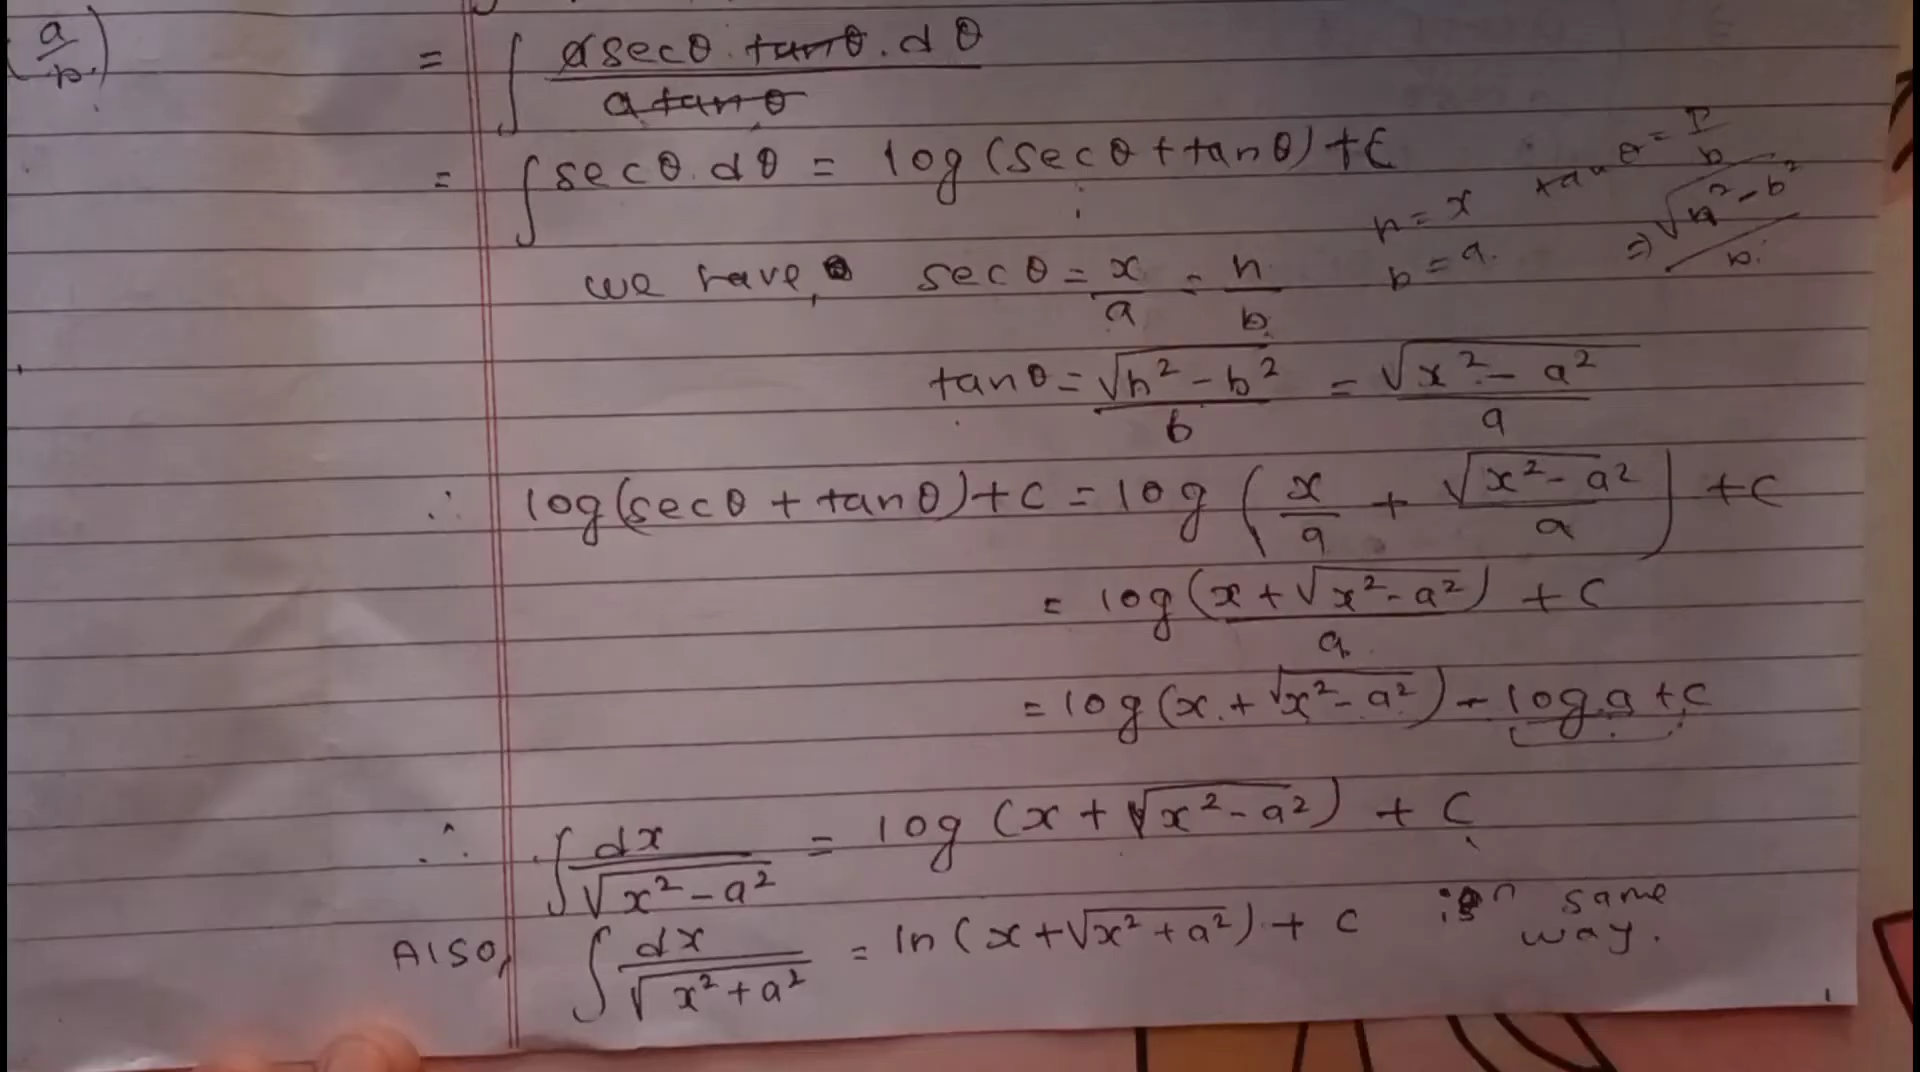 (a/b)
= ∫ a secθ . tanθ . dθ / a tanθ
= ∫ secθ . dθ = log (secθ + tanθ) + C
h = x
b = a
tanθ = P/b
⇒ √(h² - b²) / b
we have, secθ = x/a = h/b
tanθ = √(h² - b²) / b = √(x² - a²) / a
∴ log(secθ + tanθ) + C = log (x/a + √(x² - a²)/a) + C
= log (x + √(x² - a²)) / a + C
= log (x + √(x² - a²)) - log a + C
∴ ∫ dx / √(x² - a²) = log (x + √(x² - a²)) + C
Also, ∫ dx / √(x² + a²) = ln (x + √(x² + a²)) + C in same way.